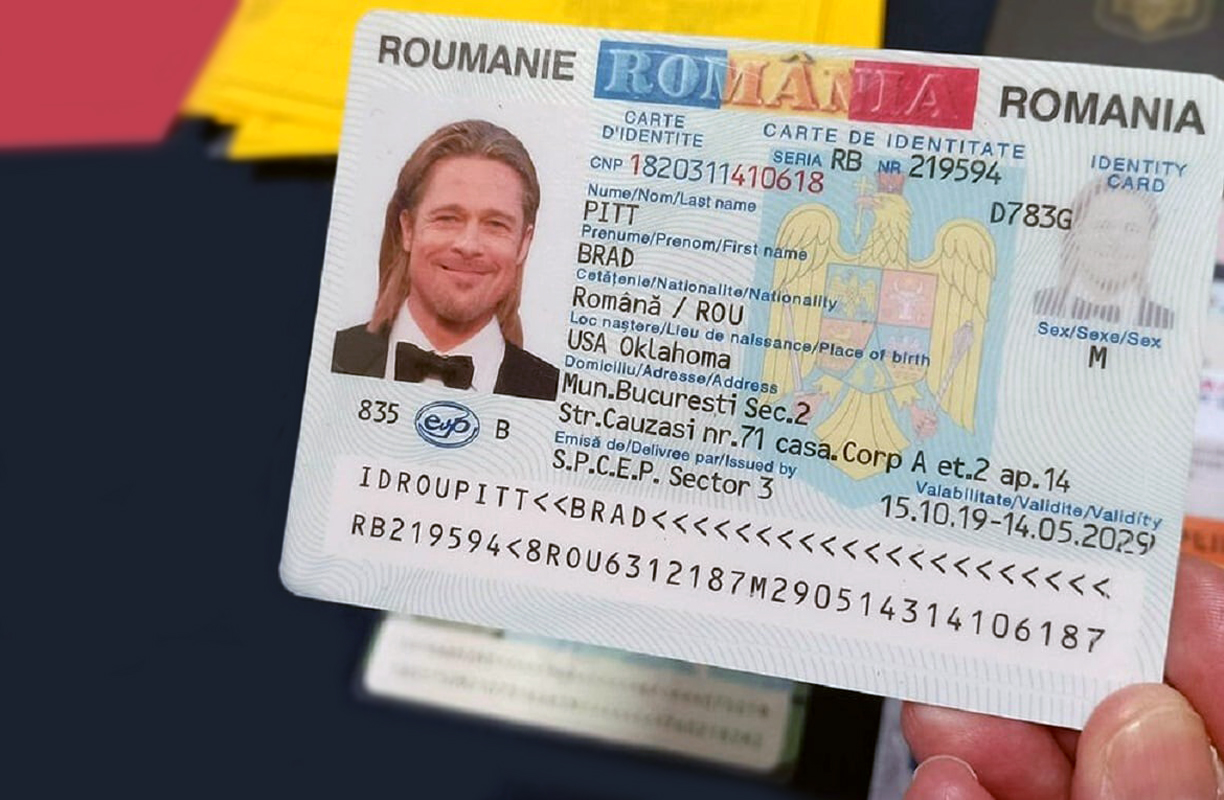 ROUMANIE ROMÂNIA ROMANIA
CARTE D'IDENTITE
CARTE DE IDENTITATE
IDENTITY CARD
SERIA RB NR 219594
CNP 1820311410618
Nume/Nom/Last name
PITT
D783G
Prenume/Prenom/First name
BRAD
Cetăţenie/Nationalite/Nationality
Română / ROU
Sex/Sexe/Sex
M
Loc naştere/Lieu de naissance/Place of birth
USA Oklahoma
Domiciliu/Adresse/Address
Mun.Bucuresti Sec.2
Str.Cauzasi nr.71 casa.Corp A et.2 ap.14
835 evp B
Emisă de/Delivree par/Issued by
S.P.C.E.P. Sector 3
Valabilitate/Validite/Validity
15.10.19-14.05.2029
IDROUPITT<<BRAD<<<<<<<<<<<<<<<<<<<<<
RB219594<8ROU6312187M290514314106187